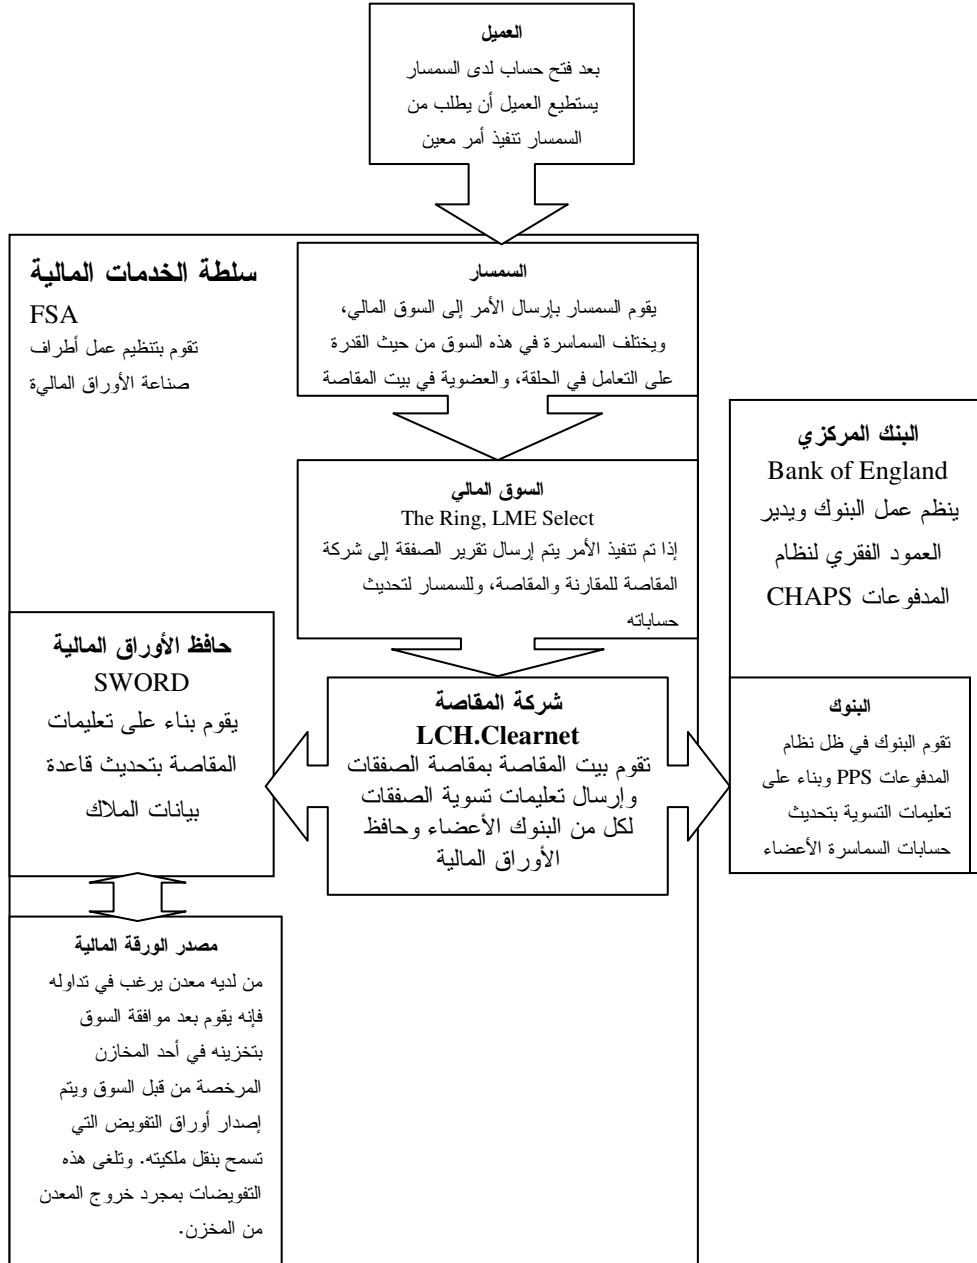 العميل
بعد فتح حساب لدى السمسار
يستطيع العميل أن يطلب من
السمسار تنفيذ أمر معين
سلطة الخدمات المالية
FSA
تقوم بتنظيم عمل أطراف
صناعة الأوراق المالية
السمسار
يقوم السمسار بإرسال الأمر إلى السوق المالي،
ويختلف السماسرة في هذه السوق من حيث القدرة
على التعامل في الحلقة، والعضوية في بيت المقاصة
السوق المالي
The Ring, LME Select
إذا تم تنفيذ الأمر يتم إرسال تقرير الصفقة إلى شركة
المقاصة للمقارنة والمقاصة، وللسمسار لتحديث
حساباته
البنك المركزي
Bank of England
ينظم عمل البنوك ويدير
العمود الفقري لنظام
المدفوعات CHAPS
حافظ الأوراق المالية
SWORD
يقوم بناء على تعليمات
المقاصة بتحديث قاعدة
بيانات الملاك
شركة المقاصة
LCH.Clearnet
تقوم بيت المقاصة بمقاصة الصفقات
وإرسال تعليمات تسوية الصفقات
لكل من البنوك الأعضاء وحافظ
الأوراق المالية
البنوك
تقوم البنوك في ظل نظام
المدفوعات PPS وبناء على
تعليمات التسوية بتحديث
حسابات السماسرة الأعضاء
مصدر الورقة المالية
من لديه معدن يرغب في تداوله
فإنه يقوم بعد موافقة السوق
بتخزينه في أحد المخازن
المرخصة من قبل السوق ويتم
إصدار أوراق التفويض التي
تسمح بنقل ملكيته. وتلغى هذه
التفويضات بمجرد خروج المعدن
من المخزن.